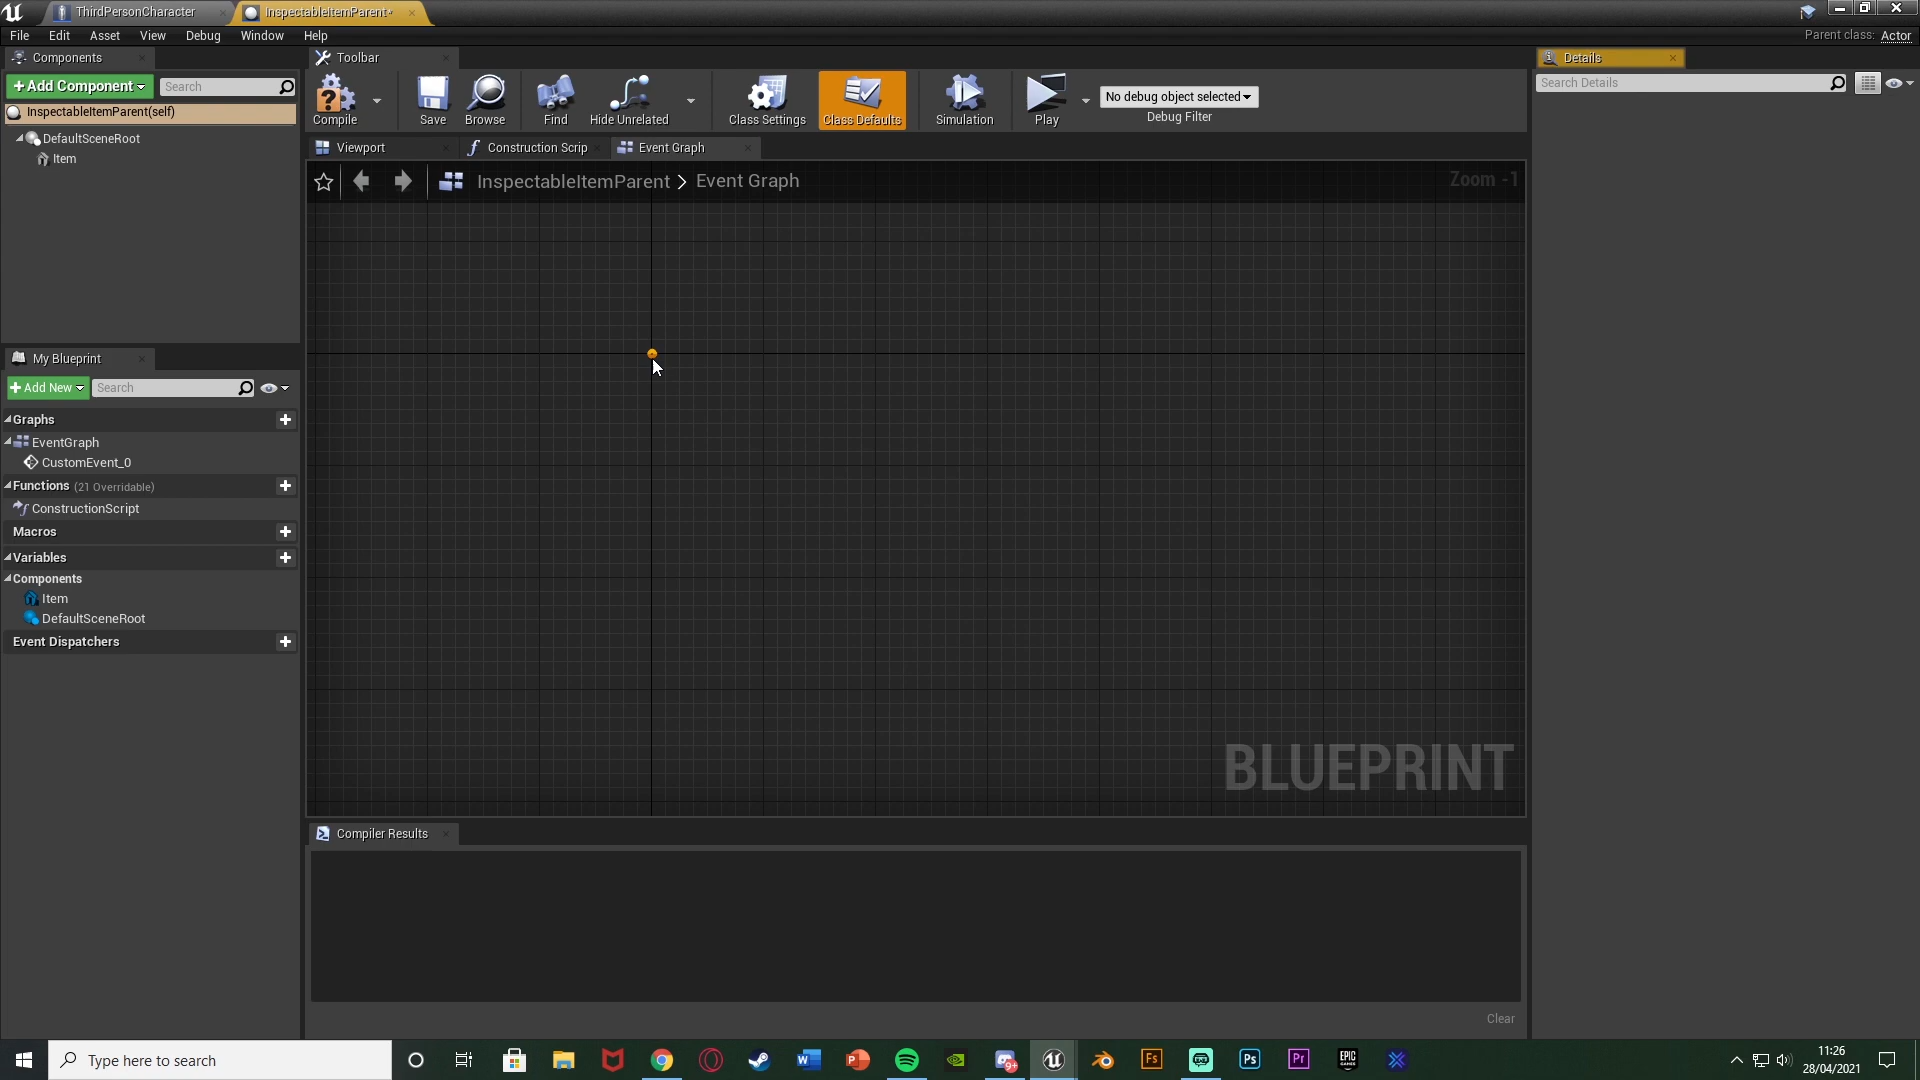 ThirdPersonCharacter
InspectableItemParent*
File Edit Asset View Debug Window Help
Parent class: Actor
Components
Toolbar
Details
+Add Component
Search
Search Details
InspectableItemParent(self)
DefaultSceneRoot
Item
Compile
Save
Browse
Find
Hide Unrelated
Class Settings
Class Defaults
Simulation
Play
No debug object selected
Debug Filter
Viewport
Construction Scrip
Event Graph
InspectableItemParent > Event Graph
Zoom -1
My Blueprint
+Add New
Search
Graphs
EventGraph
CustomEvent_0
Functions (21 Overridable)
ConstructionScript
Macros
Variables
Components
Item
DefaultSceneRoot
Event Dispatchers
BLUEPRINT
Compiler Results
Clear
Type here to search
11:26
28/04/2021